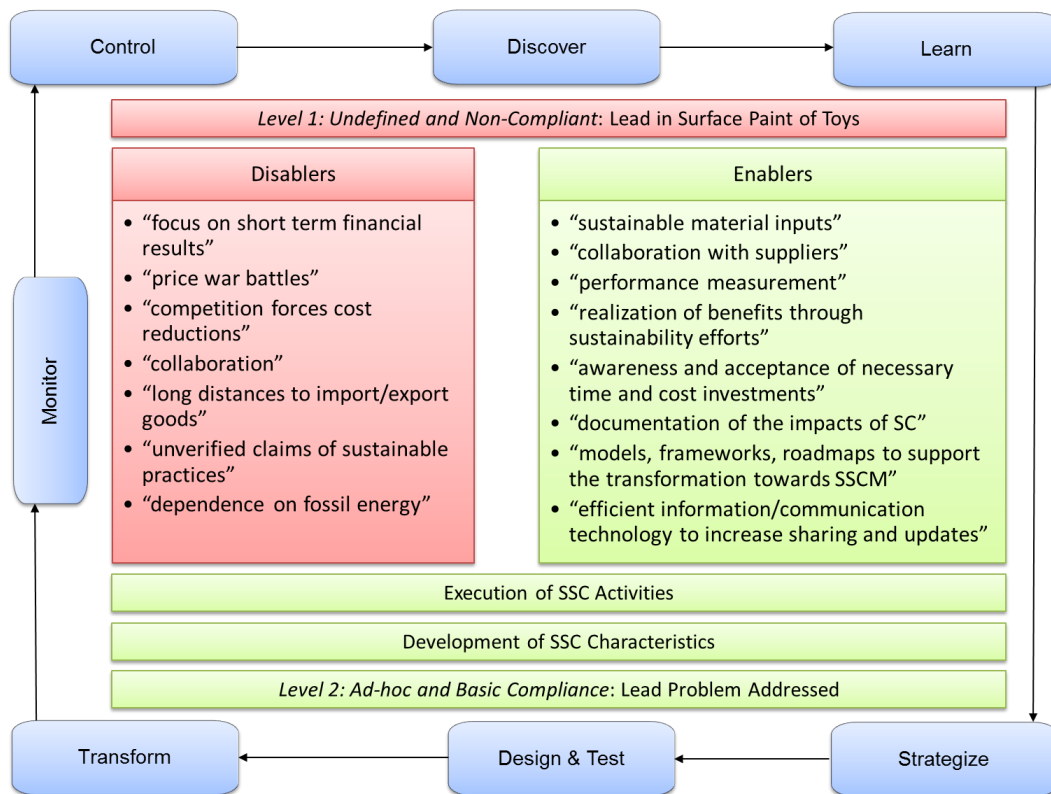 Control
Discover
Learn
Level 1: Undefined and Non-Compliant: Lead in Surface Paint of Toys
Disablers
• “focus on short term financial
results”
• “price war battles”
• “competition forces cost
reductions”
• “collaboration”
• “long distances to import/export
goods”
• “unverified claims of sustainable
practices”
• “dependence on fossil energy”
Enablers
• “sustainable material inputs”
• “collaboration with suppliers”
• “performance measurement”
• “realization of benefits through
sustainability efforts”
• “awareness and acceptance of necessary
time and cost investments”
• “documentation of the impacts of SC”
• “models, frameworks, roadmaps to support
the transformation towards SSCM”
• “efficient information/communication
technology to increase sharing and updates”
Monitor
Execution of SSC Activities
Development of SSC Characteristics
Level 2: Ad-hoc and Basic Compliance: Lead Problem Addressed
Transform
Design & Test
Strategize